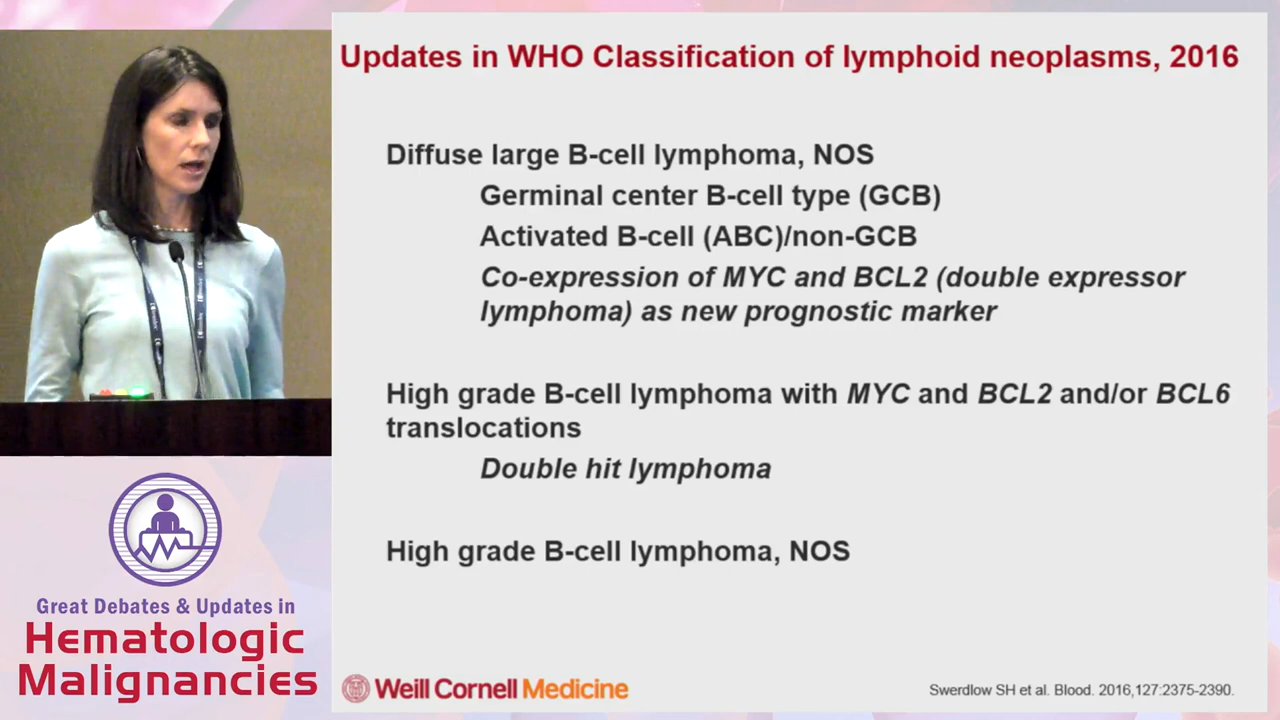 Updates in WHO Classification of lymphoid neoplasms, 2016
Diffuse large B-cell lymphoma, NOS
Germinal center B-cell type (GCB)
Activated B-cell (ABC)/non-GCB
Co-expression of MYC and BCL2 (double expressor
lymphoma) as new prognostic marker
High grade B-cell lymphoma with MYC and BCL2 and/or BCL6
translocations
Double hit lymphoma
High grade B-cell lymphoma, NOS
Great Debates & Updates in
Hematologic
Malignancies
Weill Cornell Medicine
Swerdlow SH et al. Blood. 2016,127:2375-2390.